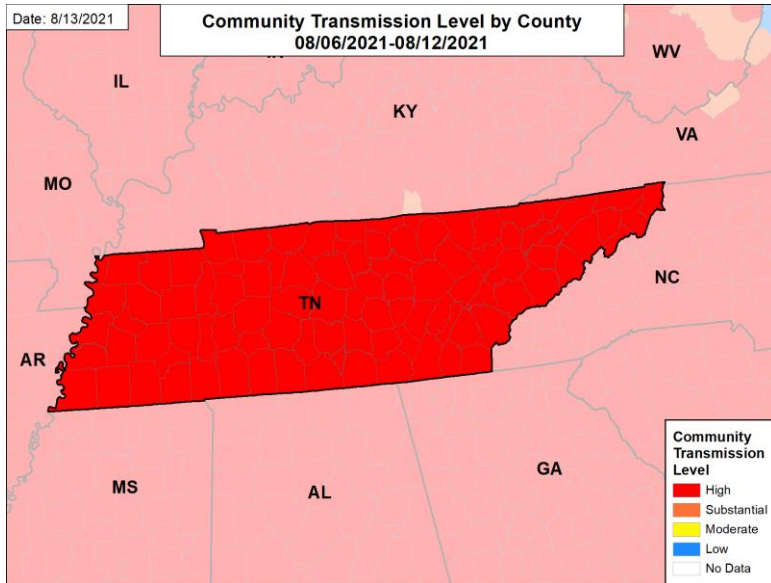 Date: 8/13/2021
Community Transmission Level by County
08/06/2021-08/12/2021
WV
IL
KY
VA
MO
NC
TN
AR
MS
AL
GA
Community
Transmission
Level
High
Substantial
Moderate
Low
No Data